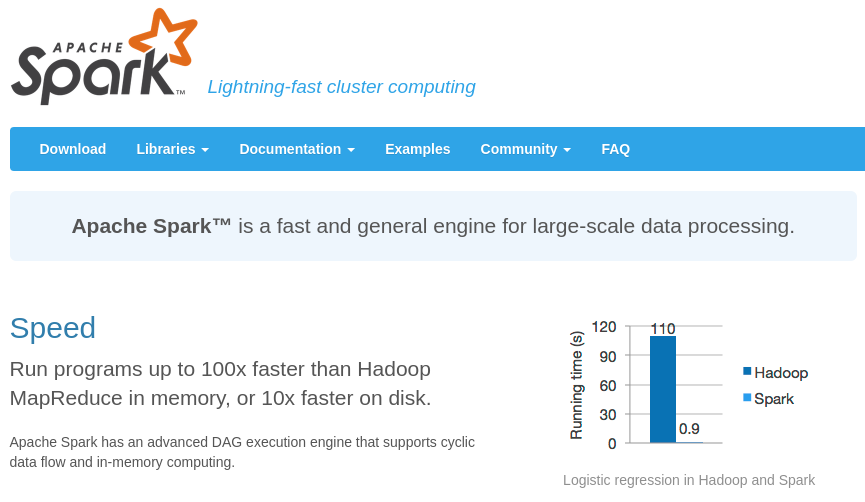 APACHE
Spark™
Lightning-fast cluster computing
Download Libraries Documentation Examples Community FAQ
Apache Spark™ is a fast and general engine for large-scale data processing.
Speed
Run programs up to 100x faster than Hadoop
MapReduce in memory, or 10x faster on disk.
Apache Spark has an advanced DAG execution engine that supports cyclic
data flow and in-memory computing.
Running time (s)
120
90
60
30
0
110
0.9
Hadoop
Spark
Logistic regression in Hadoop and Spark